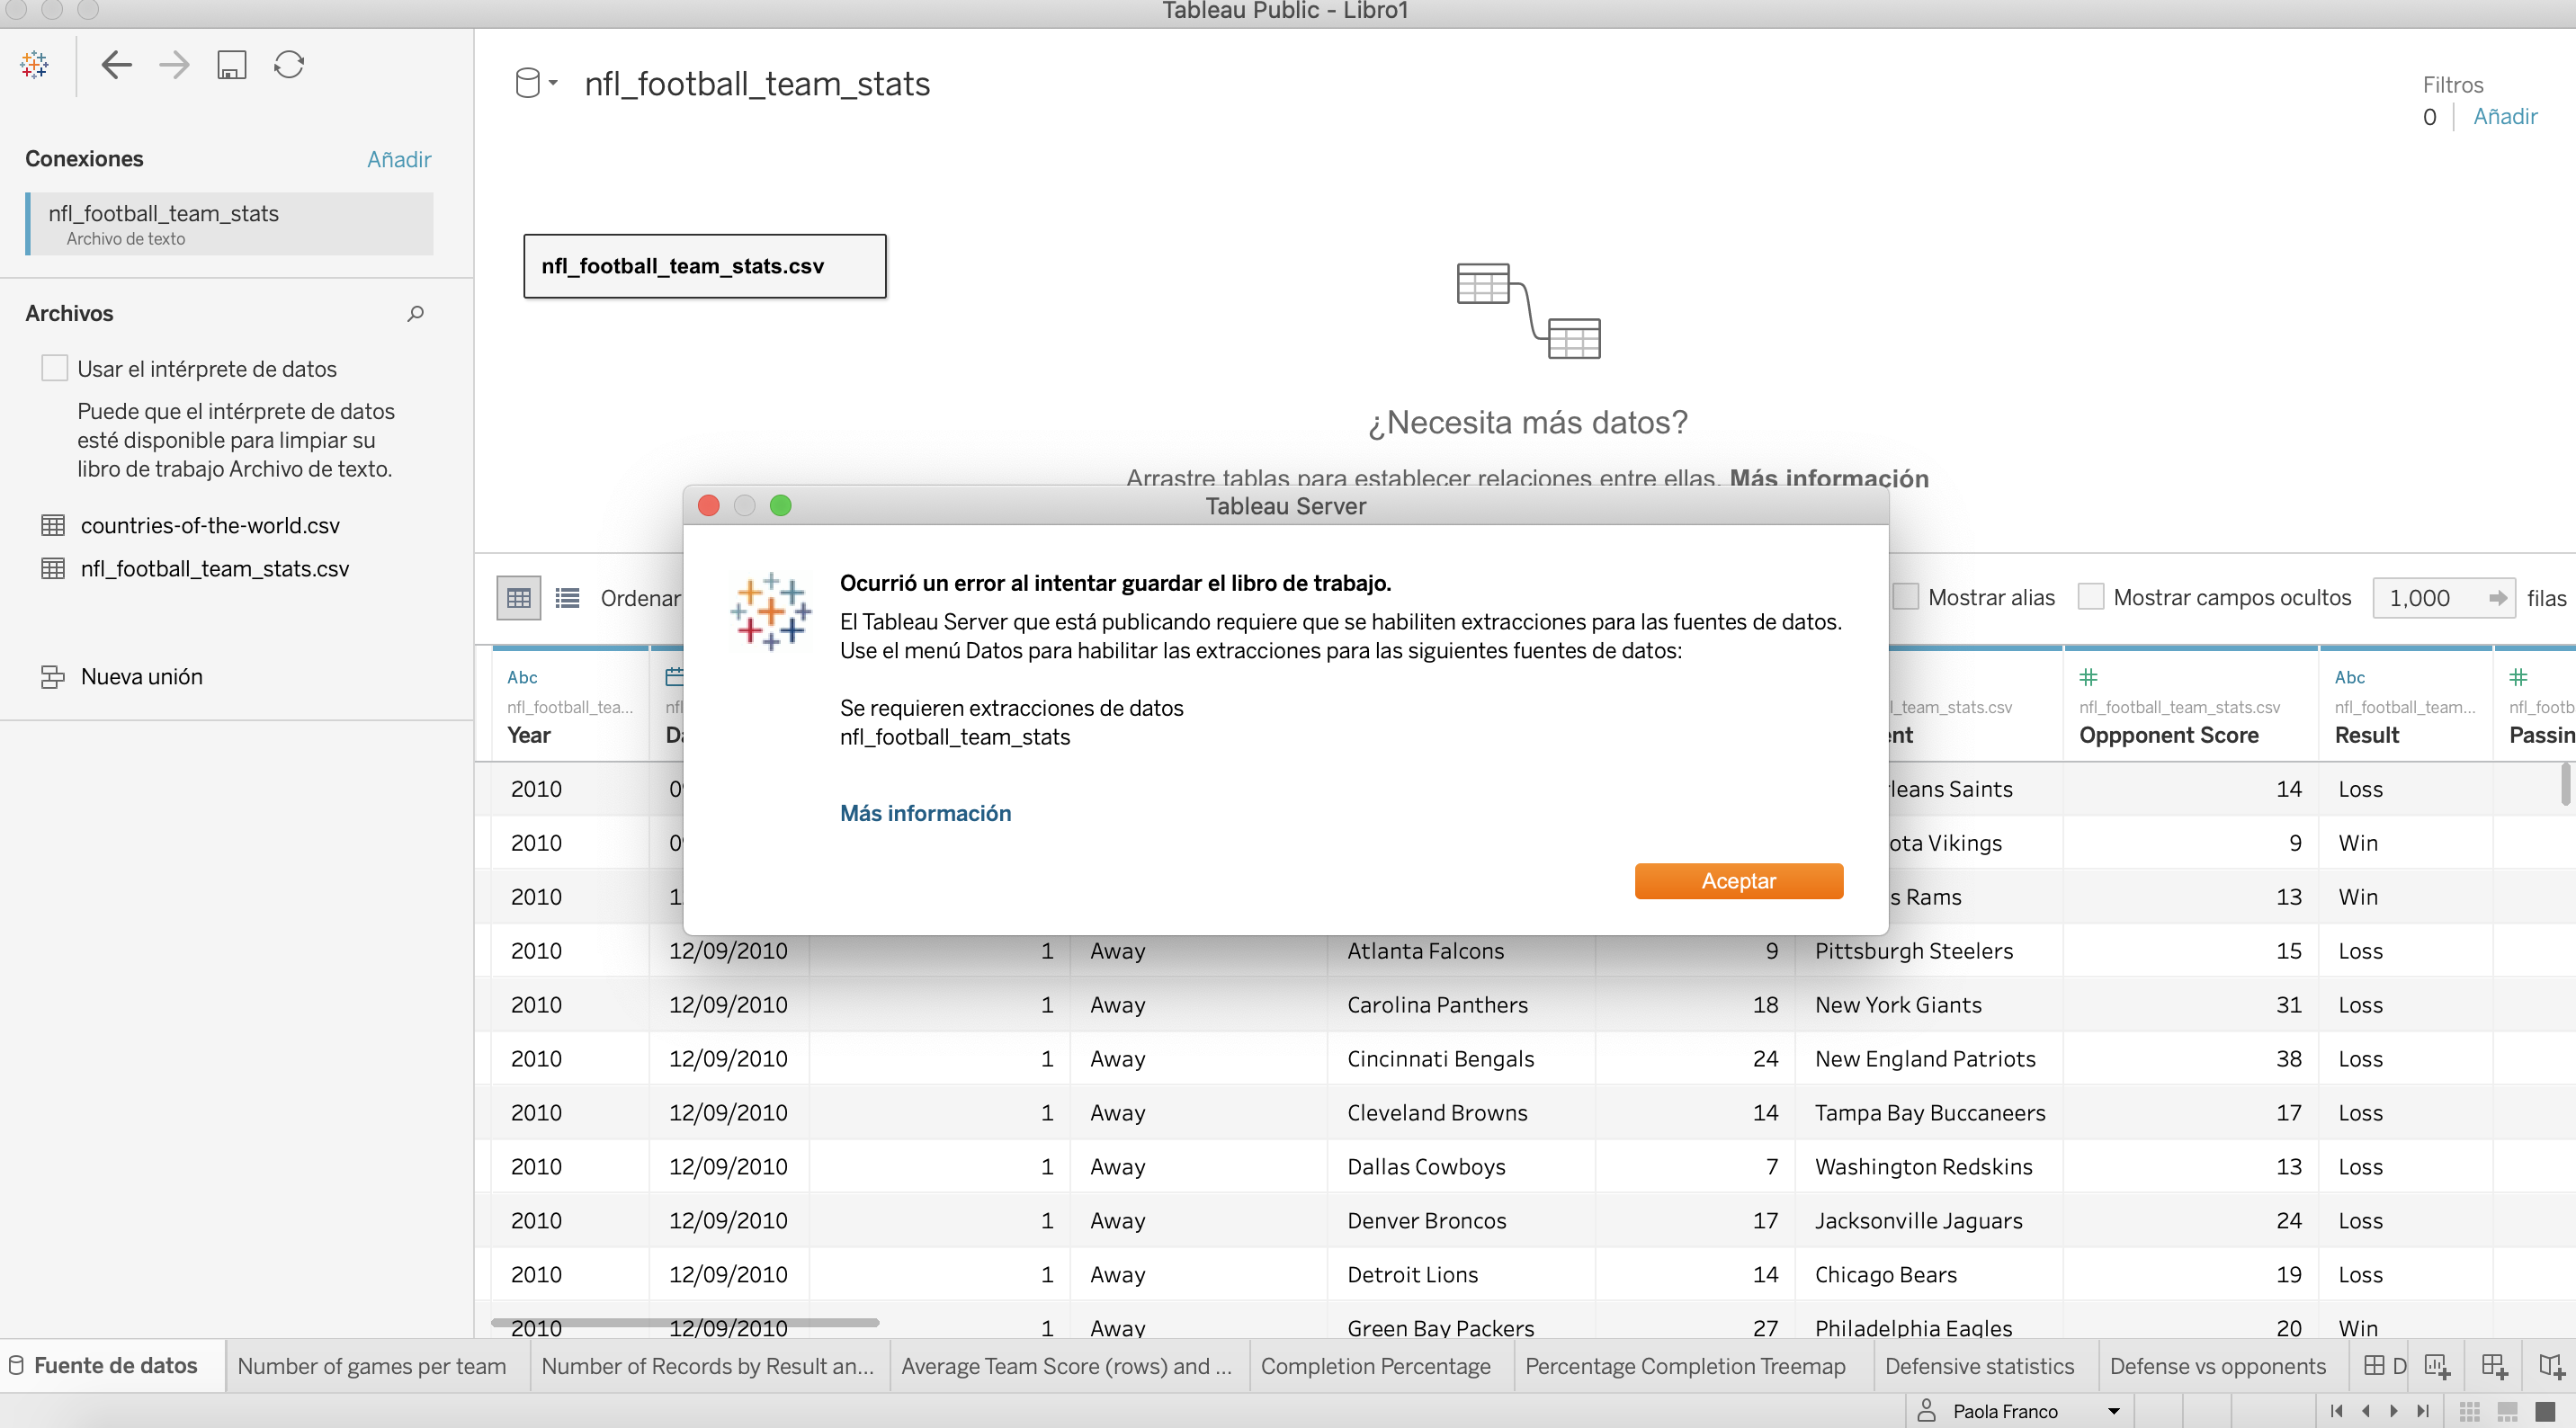 Tableau Public - Libro1
nfl_football_team_stats
Filtros
0 Añadir
Conexiones Añadir
nfl_football_team_stats
Archivo de texto
nfl_football_team_stats.csv
Archivos
Usar el intérprete de datos
Puede que el intérprete de datos
esté disponible para limpiar su
libro de trabajo Archivo de texto.
countries-of-the-world.csv
nfl_football_team_stats.csv
Nueva unión
¿Necesita más datos?
Arrastre tablas para establecer relaciones entre ellas. Más información
Tableau Server
Ocurrió un error al intentar guardar el libro de trabajo.
El Tableau Server que está publicando requiere que se habiliten extracciones para las fuentes de datos.
Use el menú Datos para habilitar las extracciones para las siguientes fuentes de datos:
Se requieren extracciones de datos
nfl_football_team_stats
Más información
Aceptar
Ordenar Mostrar alias Mostrar campos ocultos 1,000 filas
Abc Abc
nfl_football_tea... nfl l_team_stats.csv nfl_football_team_stats.csv nfl_football_team... nfl_footb
Year Da ent Oppponent Score Result Passin
2010 09 rleans Saints 14 Loss
2010 09 ota Vikings 9 Win
2010 1 s Rams 13 Win
2010 12/09/2010 1 Away Atlanta Falcons 9 Pittsburgh Steelers 15 Loss
2010 12/09/2010 1 Away Carolina Panthers 18 New York Giants 31 Loss
2010 12/09/2010 1 Away Cincinnati Bengals 24 New England Patriots 38 Loss
2010 12/09/2010 1 Away Cleveland Browns 14 Tampa Bay Buccaneers 17 Loss
2010 12/09/2010 1 Away Dallas Cowboys 7 Washington Redskins 13 Loss
2010 12/09/2010 1 Away Denver Broncos 17 Jacksonville Jaguars 24 Loss
2010 12/09/2010 1 Away Detroit Lions 14 Chicago Bears 19 Loss
2010 12/09/2010 1 Away Green Bay Packers 27 Philadelphia Eagles 20 Win
Fuente de datos Number of games per team Number of Records by Result an... Average Team Score (rows) and ... Completion Percentage Percentage Completion Treemap Defensive statistics Defense vs opponents D
Paola Franco